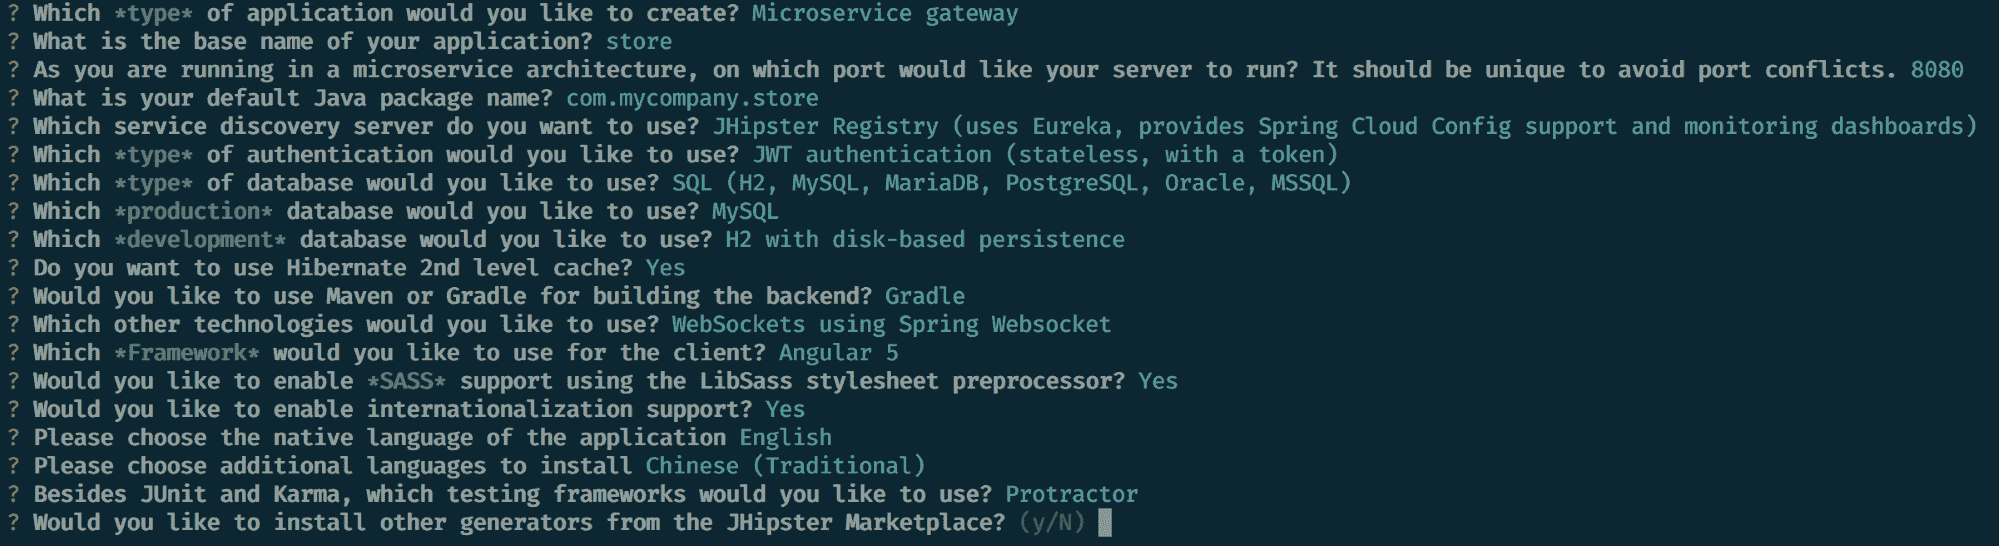 ? Which *type* of application would you like to create? Microservice gateway
? What is the base name of your application? store
? As you are running in a microservice architecture, on which port would like your server to run? It should be unique to avoid port conflicts. 8080
? What is your default Java package name? com.mycompany.store
? Which service discovery server do you want to use? JHipster Registry (uses Eureka, provides Spring Cloud Config support and monitoring dashboards)
? Which *type* of authentication would you like to use? JWT authentication (stateless, with a token)
? Which *type* of database would you like to use? SQL (H2, MySQL, MariaDB, PostgreSQL, Oracle, MSSQL)
? Which *production* database would you like to use? MySQL
? Which *development* database would you like to use? H2 with disk-based persistence
? Do you want to use Hibernate 2nd level cache? Yes
? Would you like to use Maven or Gradle for building the backend? Gradle
? Which other technologies would you like to use? WebSockets using Spring Websocket
? Which *Framework* would you like to use for the client? Angular 5
? Would you like to enable *SASS* support using the LibSass stylesheet preprocessor? Yes
? Would you like to enable internationalization support? Yes
? Please choose the native language of the application English
? Please choose additional languages to install Chinese (Traditional)
? Besides JUnit and Karma, which testing frameworks would you like to use? Protractor
? Would you like to install other generators from the JHipster Marketplace? (y/N)